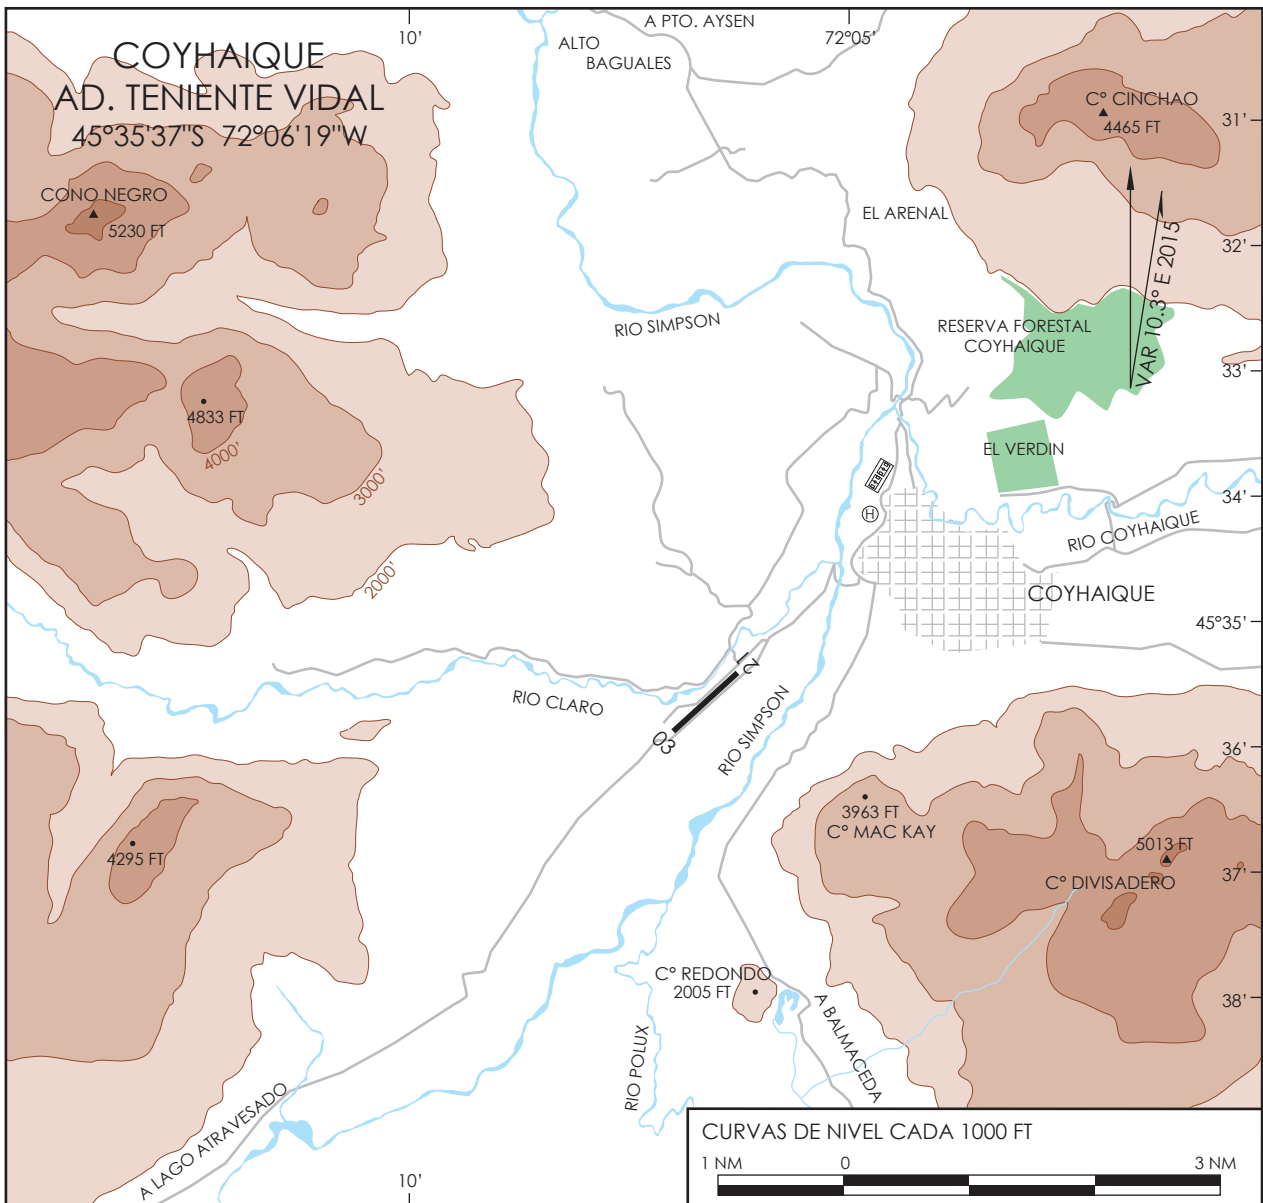 A PTO. AYSEN
10'
72°05'
COYHAIQUE
AD. TENIENTE VIDAL
45°35'37"S 72°06'19"W
ALTO
BAGUALES
C° CINCHAO
4465 FT
31'
CONO NEGRO
5230 FT
EL ARENAL
32'
VAR 10.3° E 2015
RIO SIMPSON
RESERVA FORESTAL
COYHAIQUE
33'
4833 FT
4000'
3000'
2000'
EL VERDIN
34'
H
RIO COYHAIQUE
COYHAIQUE
45°35'
RIO CLARO
21
03
RIO SIMPSON
36'
3963 FT
C° MAC KAY
5013 FT
C° DIVISADERO
37'
4295 FT
C° REDONDO
2005 FT
38'
A BALMACEDA
RIO POLUX
A LAGO ATRAVESADO
10'
CURVAS DE NIVEL CADA 1000 FT
1 NM 0 3 NM